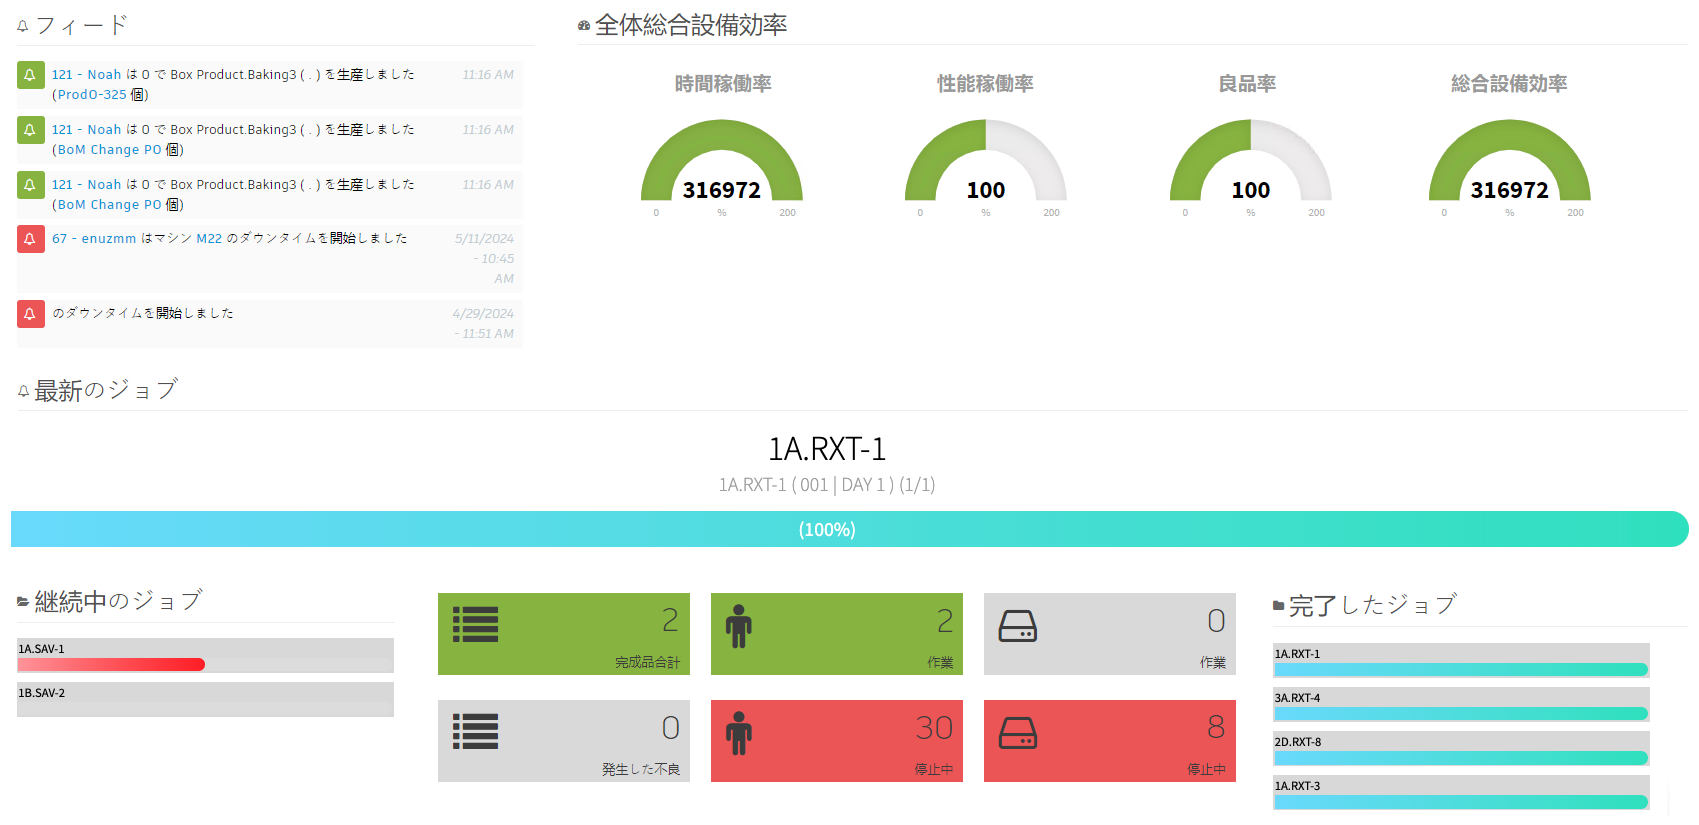 フィード
121 - Noah は 0 で Box Product.Baking3 ( . ) を生産しました
(ProdO-325 個)
11:16 AM
121 - Noah は 0 で Box Product.Baking3 ( . ) を生産しました
(BoM Change PO 個)
11:16 AM
121 - Noah は 0 で Box Product.Baking3 ( . ) を生産しました
(BoM Change PO 個)
11:16 AM
67 - enuzmm はマシン M22 のダウンタイムを開始しました
5/11/2024
- 10:45
AM
のダウンタイムを開始しました
4/29/2024
- 11:51 AM
全体総合設備効率
時間稼働率
316972
0 % 200
性能稼働率
100
0 % 200
良品率
100
0 % 200
総合設備効率
316972
0 % 200
最新のジョブ
1A.RXT-1
1A.RXT-1 ( 001 | DAY 1 ) (1/1)
(100%)
継続中のジョブ
1A.SAV-1
1B.SAV-2
2
完成品合計
2
作業
0
作業
0
発生した不良
30
停止中
8
停止中
完了したジョブ
1A.RXT-1
3A.RXT-4
2D.RXT-8
1A.RXT-3